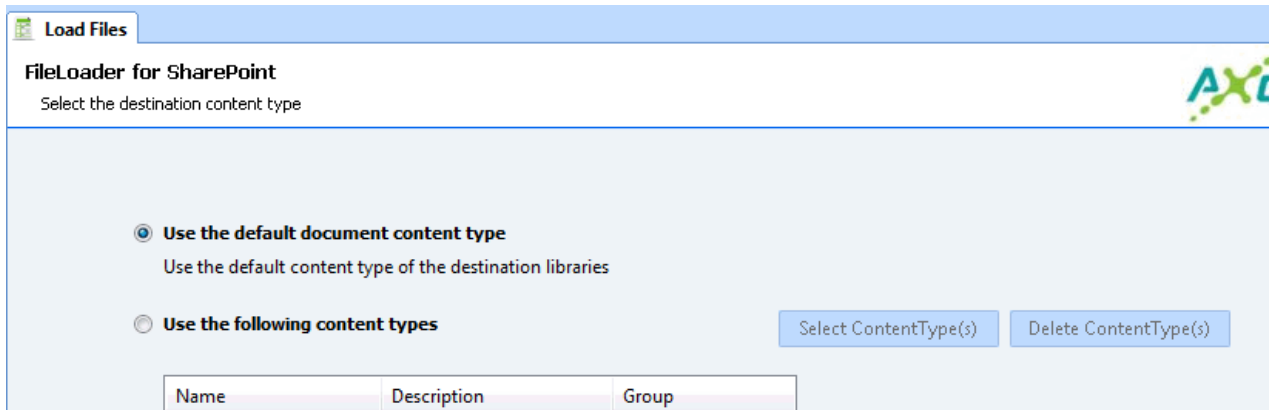 Load Files
FileLoader for SharePoint
Select the destination content type
Use the default document content type
Use the default content type of the destination libraries
Use the following content types
Select ContentType(s) Delete ContentType(s)
Name Description Group